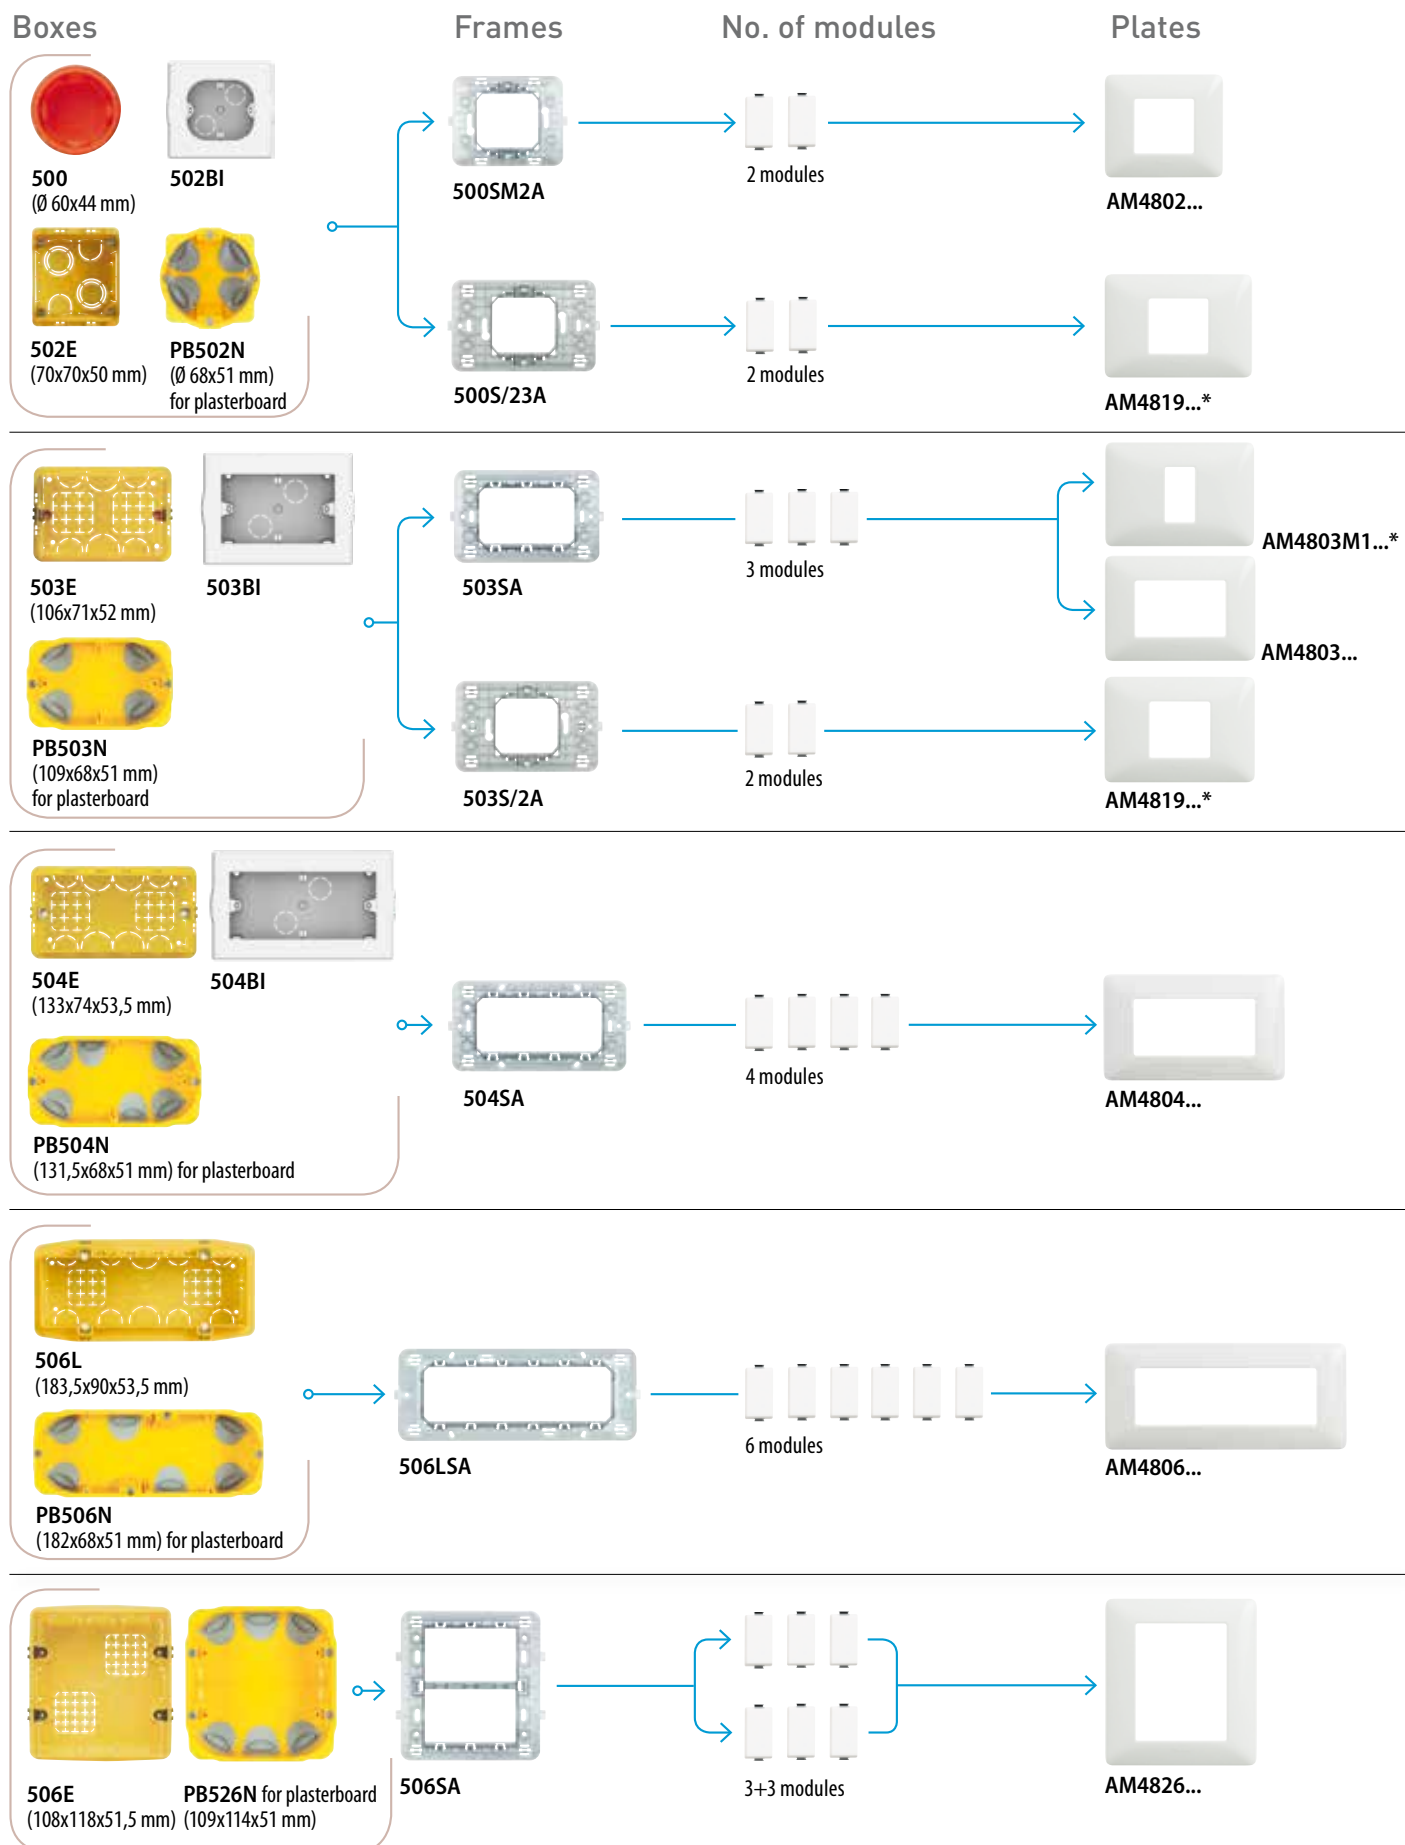 Boxes
Frames
No. of modules
Plates
500
(Ø 60x44 mm)
502BI
502E
(70x70x50 mm)
PB502N
(Ø 68x51 mm)
for plasterboard
500SM2A
2 modules
AM4802...
500S/23A
2 modules
AM4819...*
503E
(106x71x52 mm)
503BI
PB503N
(109x68x51 mm)
for plasterboard
503SA
3 modules
AM4803M1...*
AM4803...
503S/2A
2 modules
AM4819...*
504E
(133x74x53,5 mm)
504BI
PB504N
(131,5x68x51 mm) for plasterboard
504SA
4 modules
AM4804...
506L
(183,5x90x53,5 mm)
PB506N
(182x68x51 mm) for plasterboard
506LSA
6 modules
AM4806...
506E
(108x118x51,5 mm)
PB526N for plasterboard
(109x114x51 mm)
506SA
3+3 modules
AM4826...